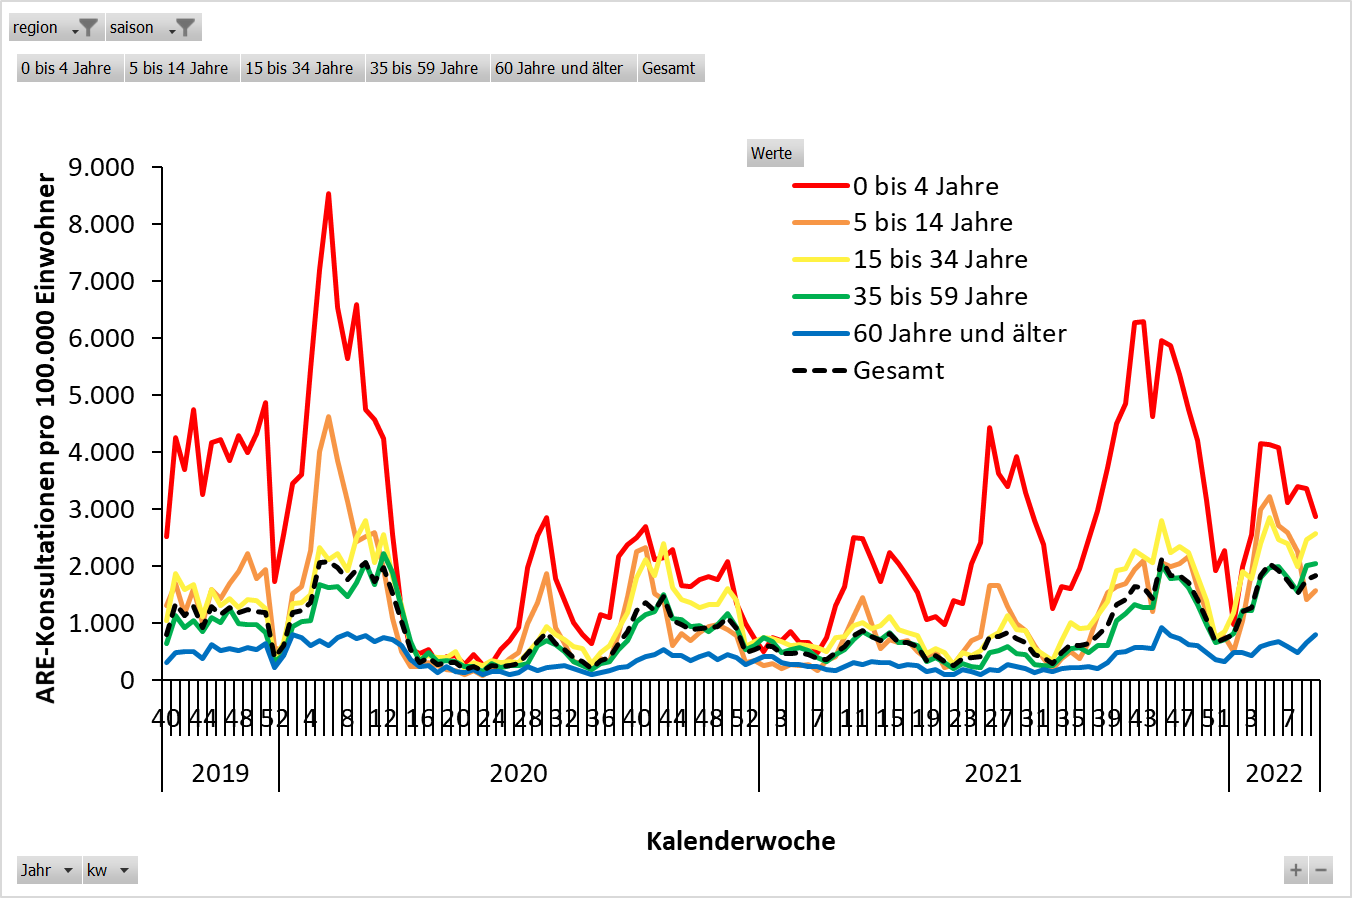 region saison
0 bis 4 Jahre 5 bis 14 Jahre 15 bis 34 Jahre 35 bis 59 Jahre 60 Jahre und älter Gesamt
Werte
0 bis 4 Jahre
5 bis 14 Jahre
15 bis 34 Jahre
35 bis 59 Jahre
60 Jahre und älter
Gesamt
ARE-Konsultationen pro 100.000 Einwohner
9.000
8.000
7.000
6.000
5.000
4.000
3.000
2.000
1.000
0
40 44 48 52 4 8 12 16 20 24 28 32 36 40 44 48 52 3 7 11 15 19 23 27 31 35 39 43 47 51 3 7
2019 2020 2021 2022
Kalenderwoche
Jahr kw + −